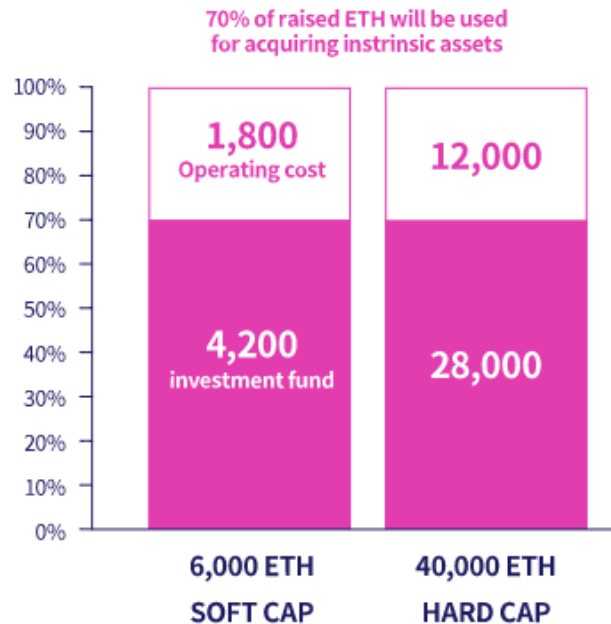 70% of raised ETH will be used
for acquiring instrinsic assets
100%
90%
80%
70%
60%
50%
40%
30%
20%
10%
0%
1,800
Operating cost
12,000
4,200
investment fund
28,000
6,000 ETH
SOFT CAP
40,000 ETH
HARD CAP